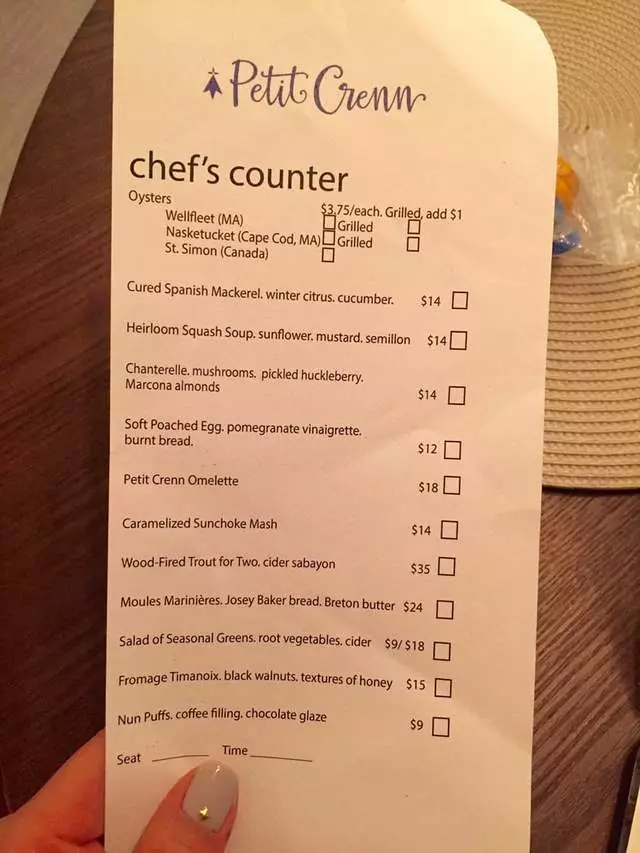 Petit Crenn
chef's counter
Oysters $3.75/each. Grilled, add $1
Wellfleet (MA) Grilled
Nasketucket (Cape Cod, MA) Grilled
St. Simon (Canada)
Cured Spanish Mackerel. winter citrus. cucumber. $14
Heirloom Squash Soup. sunflower. mustard. semillon $14
Chanterelle. mushrooms. pickled huckleberry.
Marcona almonds $14
Soft Poached Egg. pomegranate vinaigrette.
burnt bread. $12
Petit Crenn Omelette $18
Caramelized Sunchoke Mash $14
Wood-Fired Trout for Two. cider sabayon $35
Moules Marinières. Josey Baker bread. Breton butter $24
Salad of Seasonal Greens. root vegetables. cider $9/$18
Fromage Timanoix. black walnuts. textures of honey $15
Nun Puffs. coffee filling. chocolate glaze $9
Seat ________ Time ________